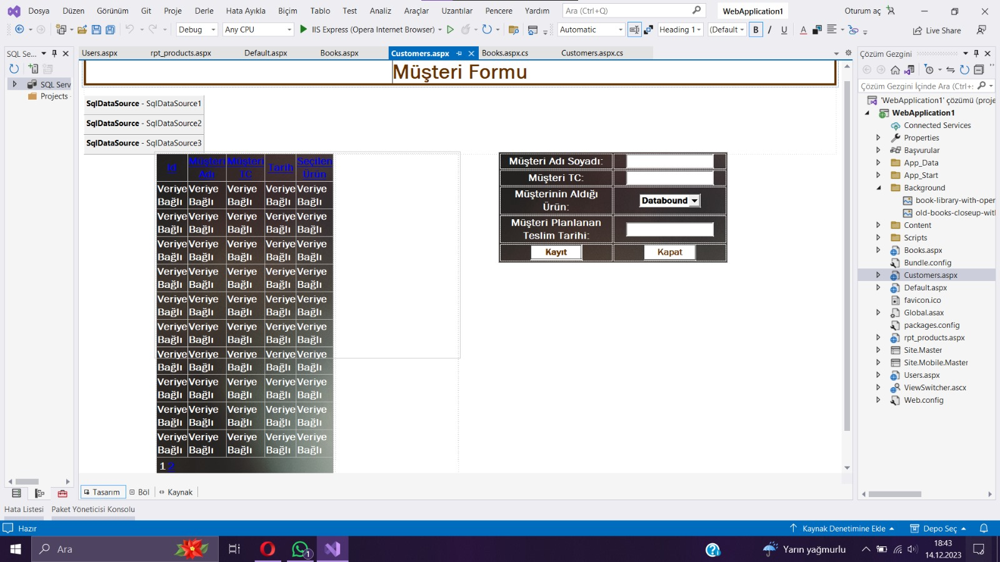 Dosya Düzen Görünüm Git Proje Derle Hata Ayıkla Biçim Tablo Test Analiz Araçlar Uzantılar Pencere Yardım Ara (Ctrl+Q) WebApplication1 Oturum aç
Debug Any CPU IIS Express (Opera Internet Browser) Automatic Heading 1 (Default B I U A Live Share
SQL Se...
Users.aspx rpt_products.aspx Default.aspx Books.aspx Customers.aspx Books.aspx.cs Customers.aspx.cs
SQL Serv
Projects
Müşteri Formu
SqlDataSource - SqlDataSource1
SqlDataSource - SqlDataSource2
SqlDataSource - SqlDataSource3
Id Müşteri Adı Müşteri TC Tarih Seçilen Ürün
Veriye Veriye Veriye Veriye Veriye
Bağlı Bağlı Bağlı Bağlı Bağlı
Veriye Veriye Veriye Veriye Veriye
Bağlı Bağlı Bağlı Bağlı Bağlı
Veriye Veriye Veriye Veriye Veriye
Bağlı Bağlı Bağlı Bağlı Bağlı
Veriye Veriye Veriye Veriye Veriye
Bağlı Bağlı Bağlı Bağlı Bağlı
Veriye Veriye Veriye Veriye Veriye
Bağlı Bağlı Bağlı Bağlı Bağlı
Veriye Veriye Veriye Veriye Veriye
Bağlı Bağlı Bağlı Bağlı Bağlı
Veriye Veriye Veriye Veriye Veriye
Bağlı Bağlı Bağlı Bağlı Bağlı
Veriye Veriye Veriye Veriye Veriye
Bağlı Bağlı Bağlı Bağlı Bağlı
Veriye Veriye Veriye Veriye Veriye
Bağlı Bağlı Bağlı Bağlı Bağlı
Veriye Veriye Veriye Veriye Veriye
Bağlı Bağlı Bağlı Bağlı Bağlı
1 2
Müşteri Adı Soyadı:
Müşteri TC:
Müşterinin Aldığı
Ürün:
Databound
Müşteri Planlanan
Teslim Tarihi:
Kayıt Kapat
Tasarım Böl Kaynak
Çözüm Gezgini
Çözüm Gezgini İçinde Ara (Ctrl+ş
'WebApplication1' çözümü (proje
WebApplication1
Connected Services
Properties
Başvurular
App_Data
App_Start
Background
book-library-with-oper
old-books-closeup-wit
Content
Scripts
Books.aspx
Bundle.config
Customers.aspx
Default.aspx
favicon.ico
Global.asax
packages.config
rpt_products.aspx
Site.Master
Site.Mobile.Master
Users.aspx
ViewSwitcher.ascx
Web.config
Hata Listesi Paket Yöneticisi Konsolu
Hazır Kaynak Denetimine Ekle Depo Seç
Ara 1 Yarın yağmurlu 18:43
14.12.2023